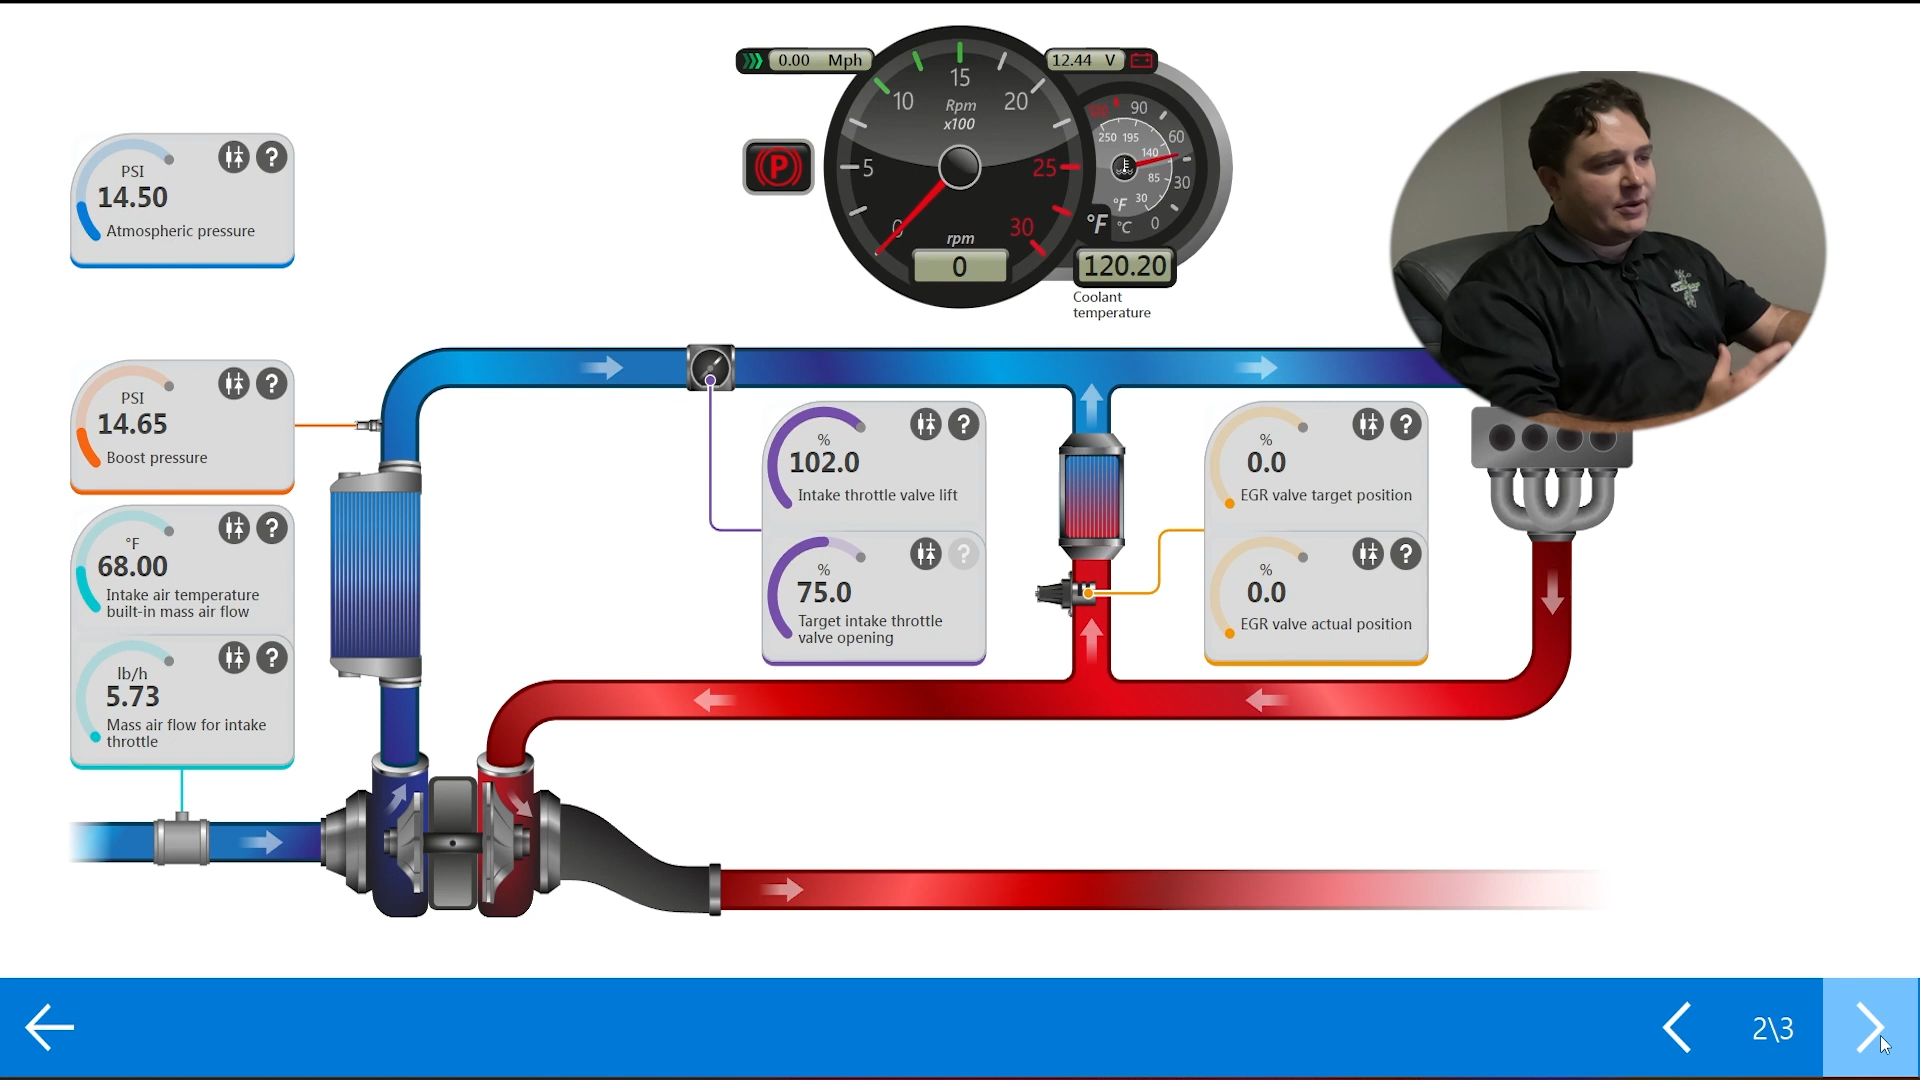 0.00 Mph
12.44 V
15
10
20
Rpm
x100
5
25
0
30
rpm
0
90
250 195
60
140
85
30
°F
30
°F
°C
0
120.20
Coolant
temperature
P
PSI
14.50
Atmospheric pressure
?
PSI
14.65
Boost pressure
?
°F
68.00
Intake air temperature
built-in mass air flow
?
lb/h
5.73
Mass air flow for intake
throttle
?
%
102.0
Intake throttle valve lift
?
%
75.0
Target intake throttle
valve opening
?
%
0.0
EGR valve target position
?
%
0.0
EGR valve actual position
?
2\3